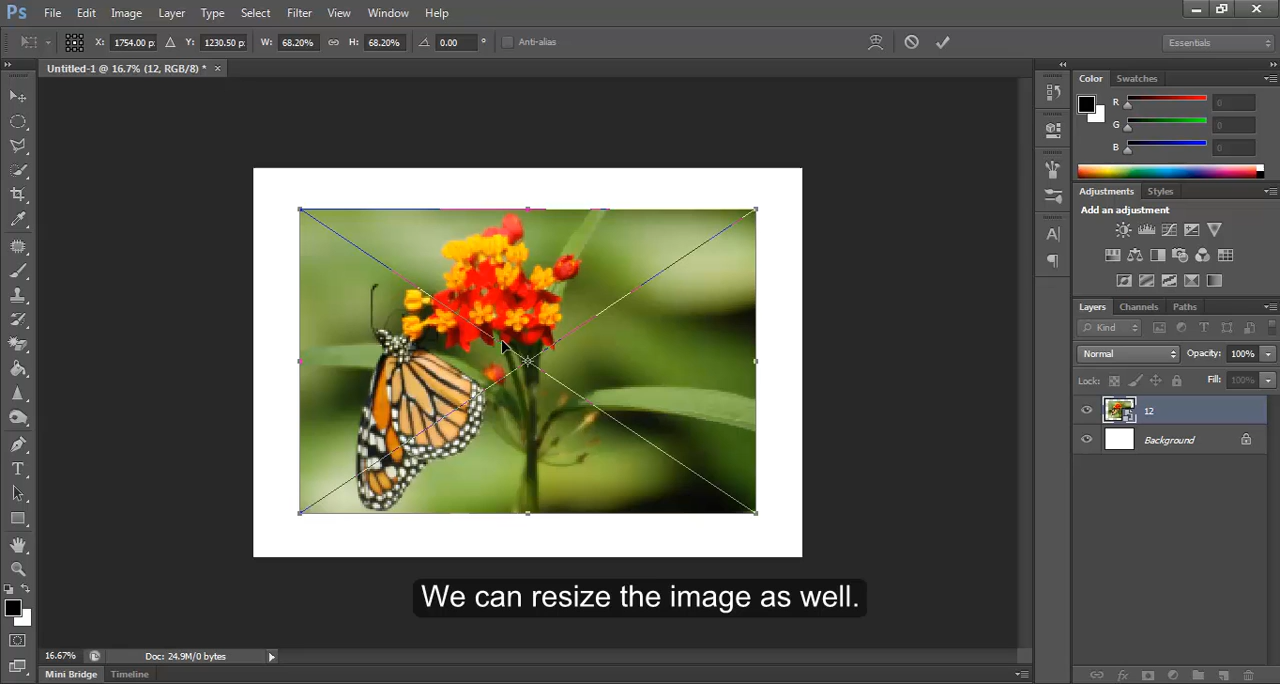 Ps File Edit Image Layer Type Select Filter View Window Help
X: 1754.00 p: Y: 1230.50 p: W: 68.20% H: 68.20% 0.00 ° Anti-alias Essentials
Untitled-1 @ 16.7% (12, RGB/8) * ×
Color Swatches
R 0
G 0
B 0
Adjustments Styles
Add an adjustment
Layers Channels Paths
Kind T
Normal Opacity: 100%
Lock: Fill: 100%
12
Background
We can resize the image as well.
16.67% Doc: 24.9M/0 bytes
Mini Bridge Timeline